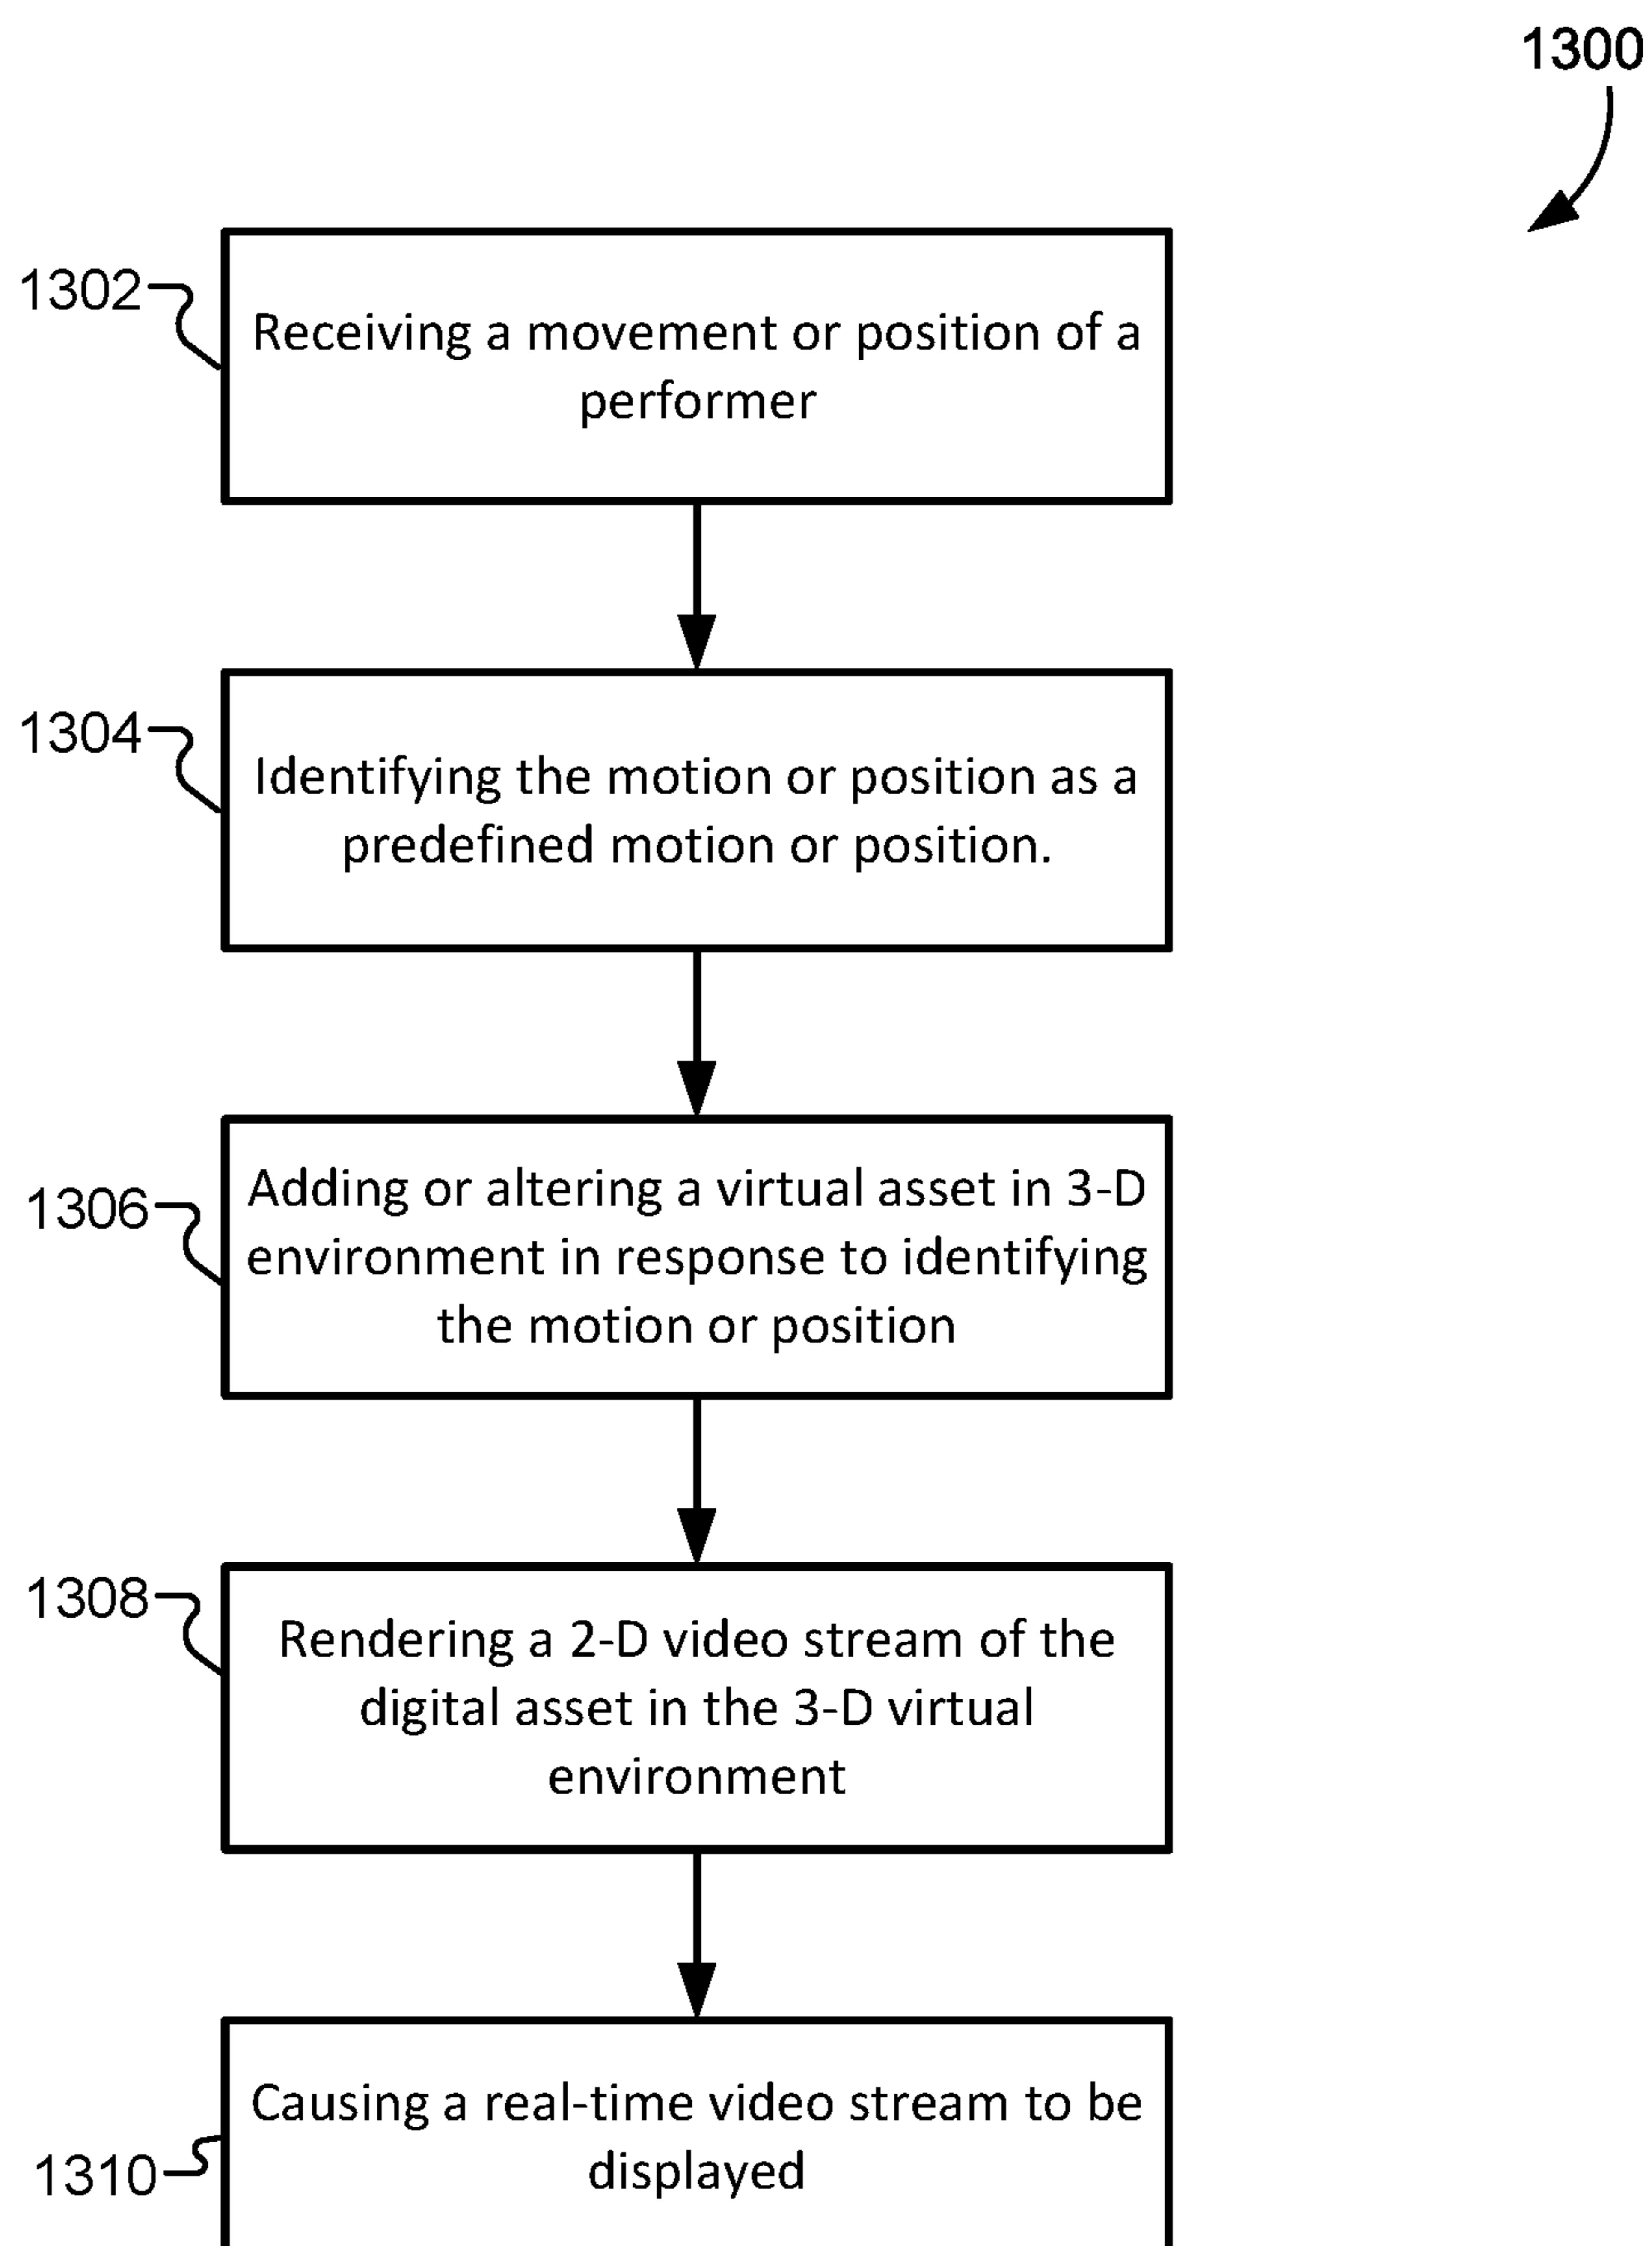 1300
1302
Receiving a movement or position of a
performer
1304
Identifying the motion or position as a
predefined motion or position.
1306
Adding or altering a virtual asset in 3-D
environment in response to identifying
the motion or position
1308
Rendering a 2-D video stream of the
digital asset in the 3-D virtual
environment
1310
Causing a real-time video stream to be
displayed